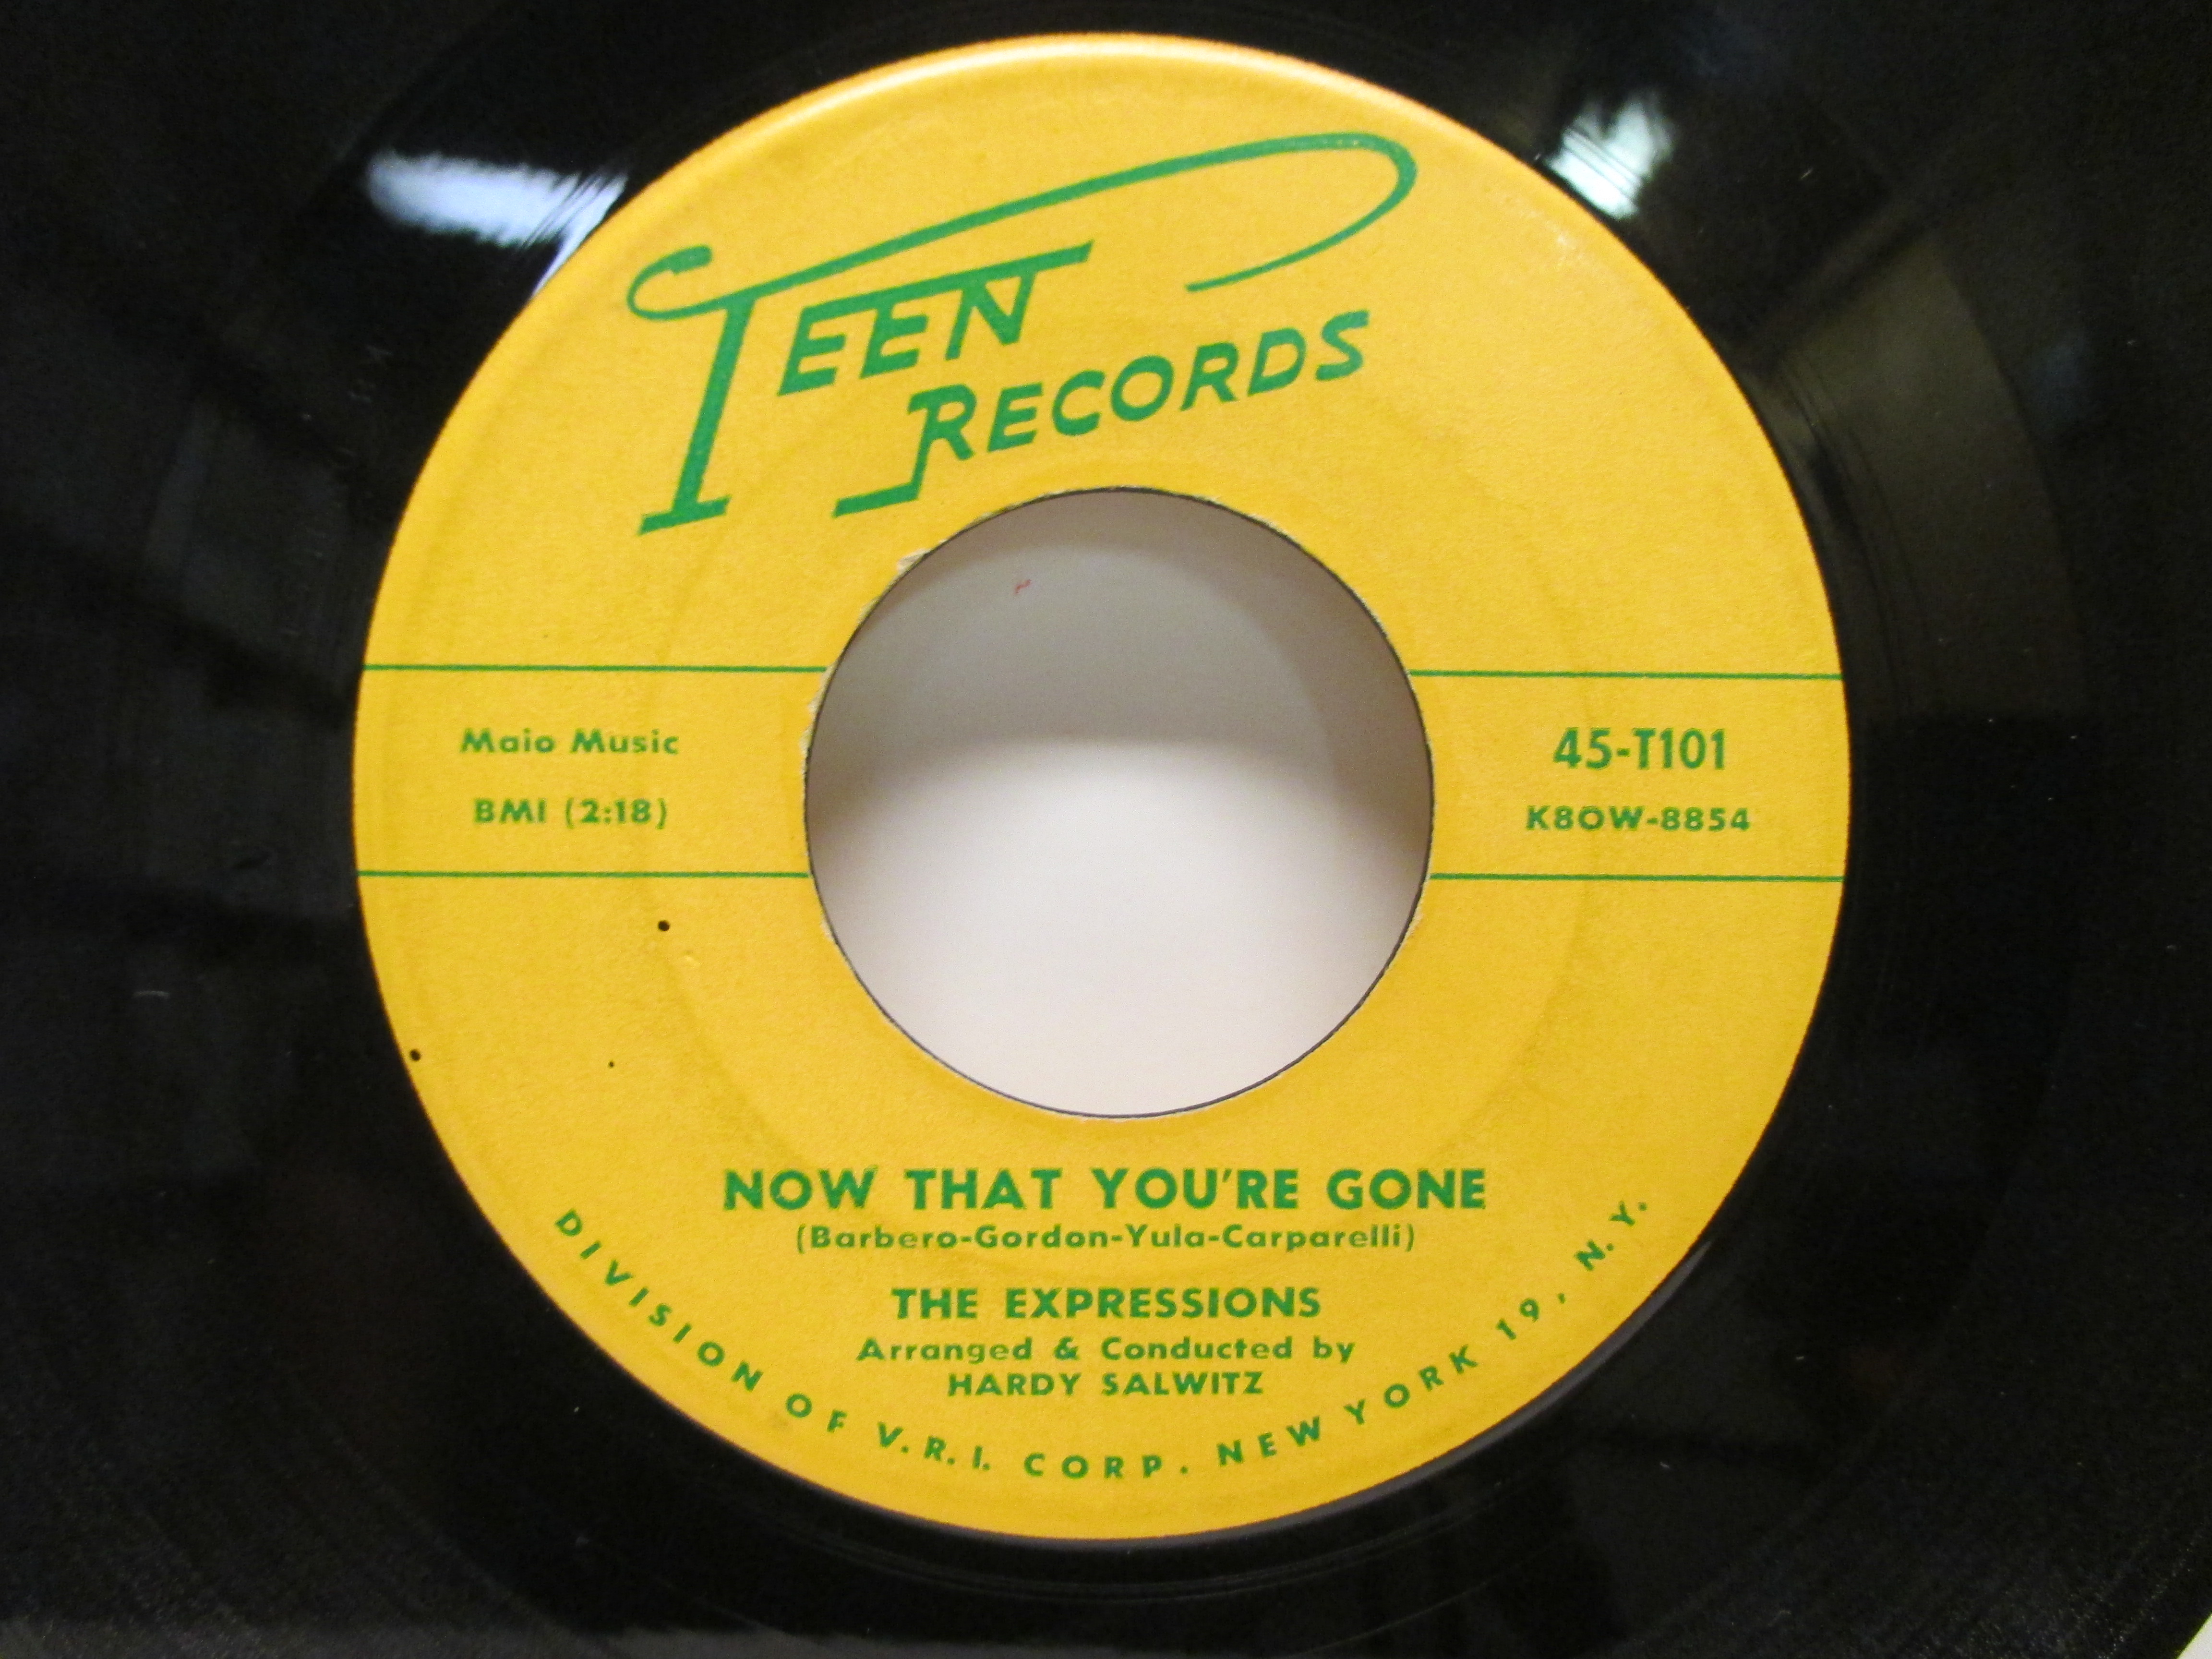 TEEN
RECORDS
Maio Music
BMI (2:18)
45-T101
K8OW-8854
NOW THAT YOU'RE GONE
(Barbero-Gordon-Yula-Carparelli)
THE EXPRESSIONS
Arranged & Conducted by
HARDY SALWITZ
DIVISION OF V.R.I. CORP. NEW YORK 19, N.Y.